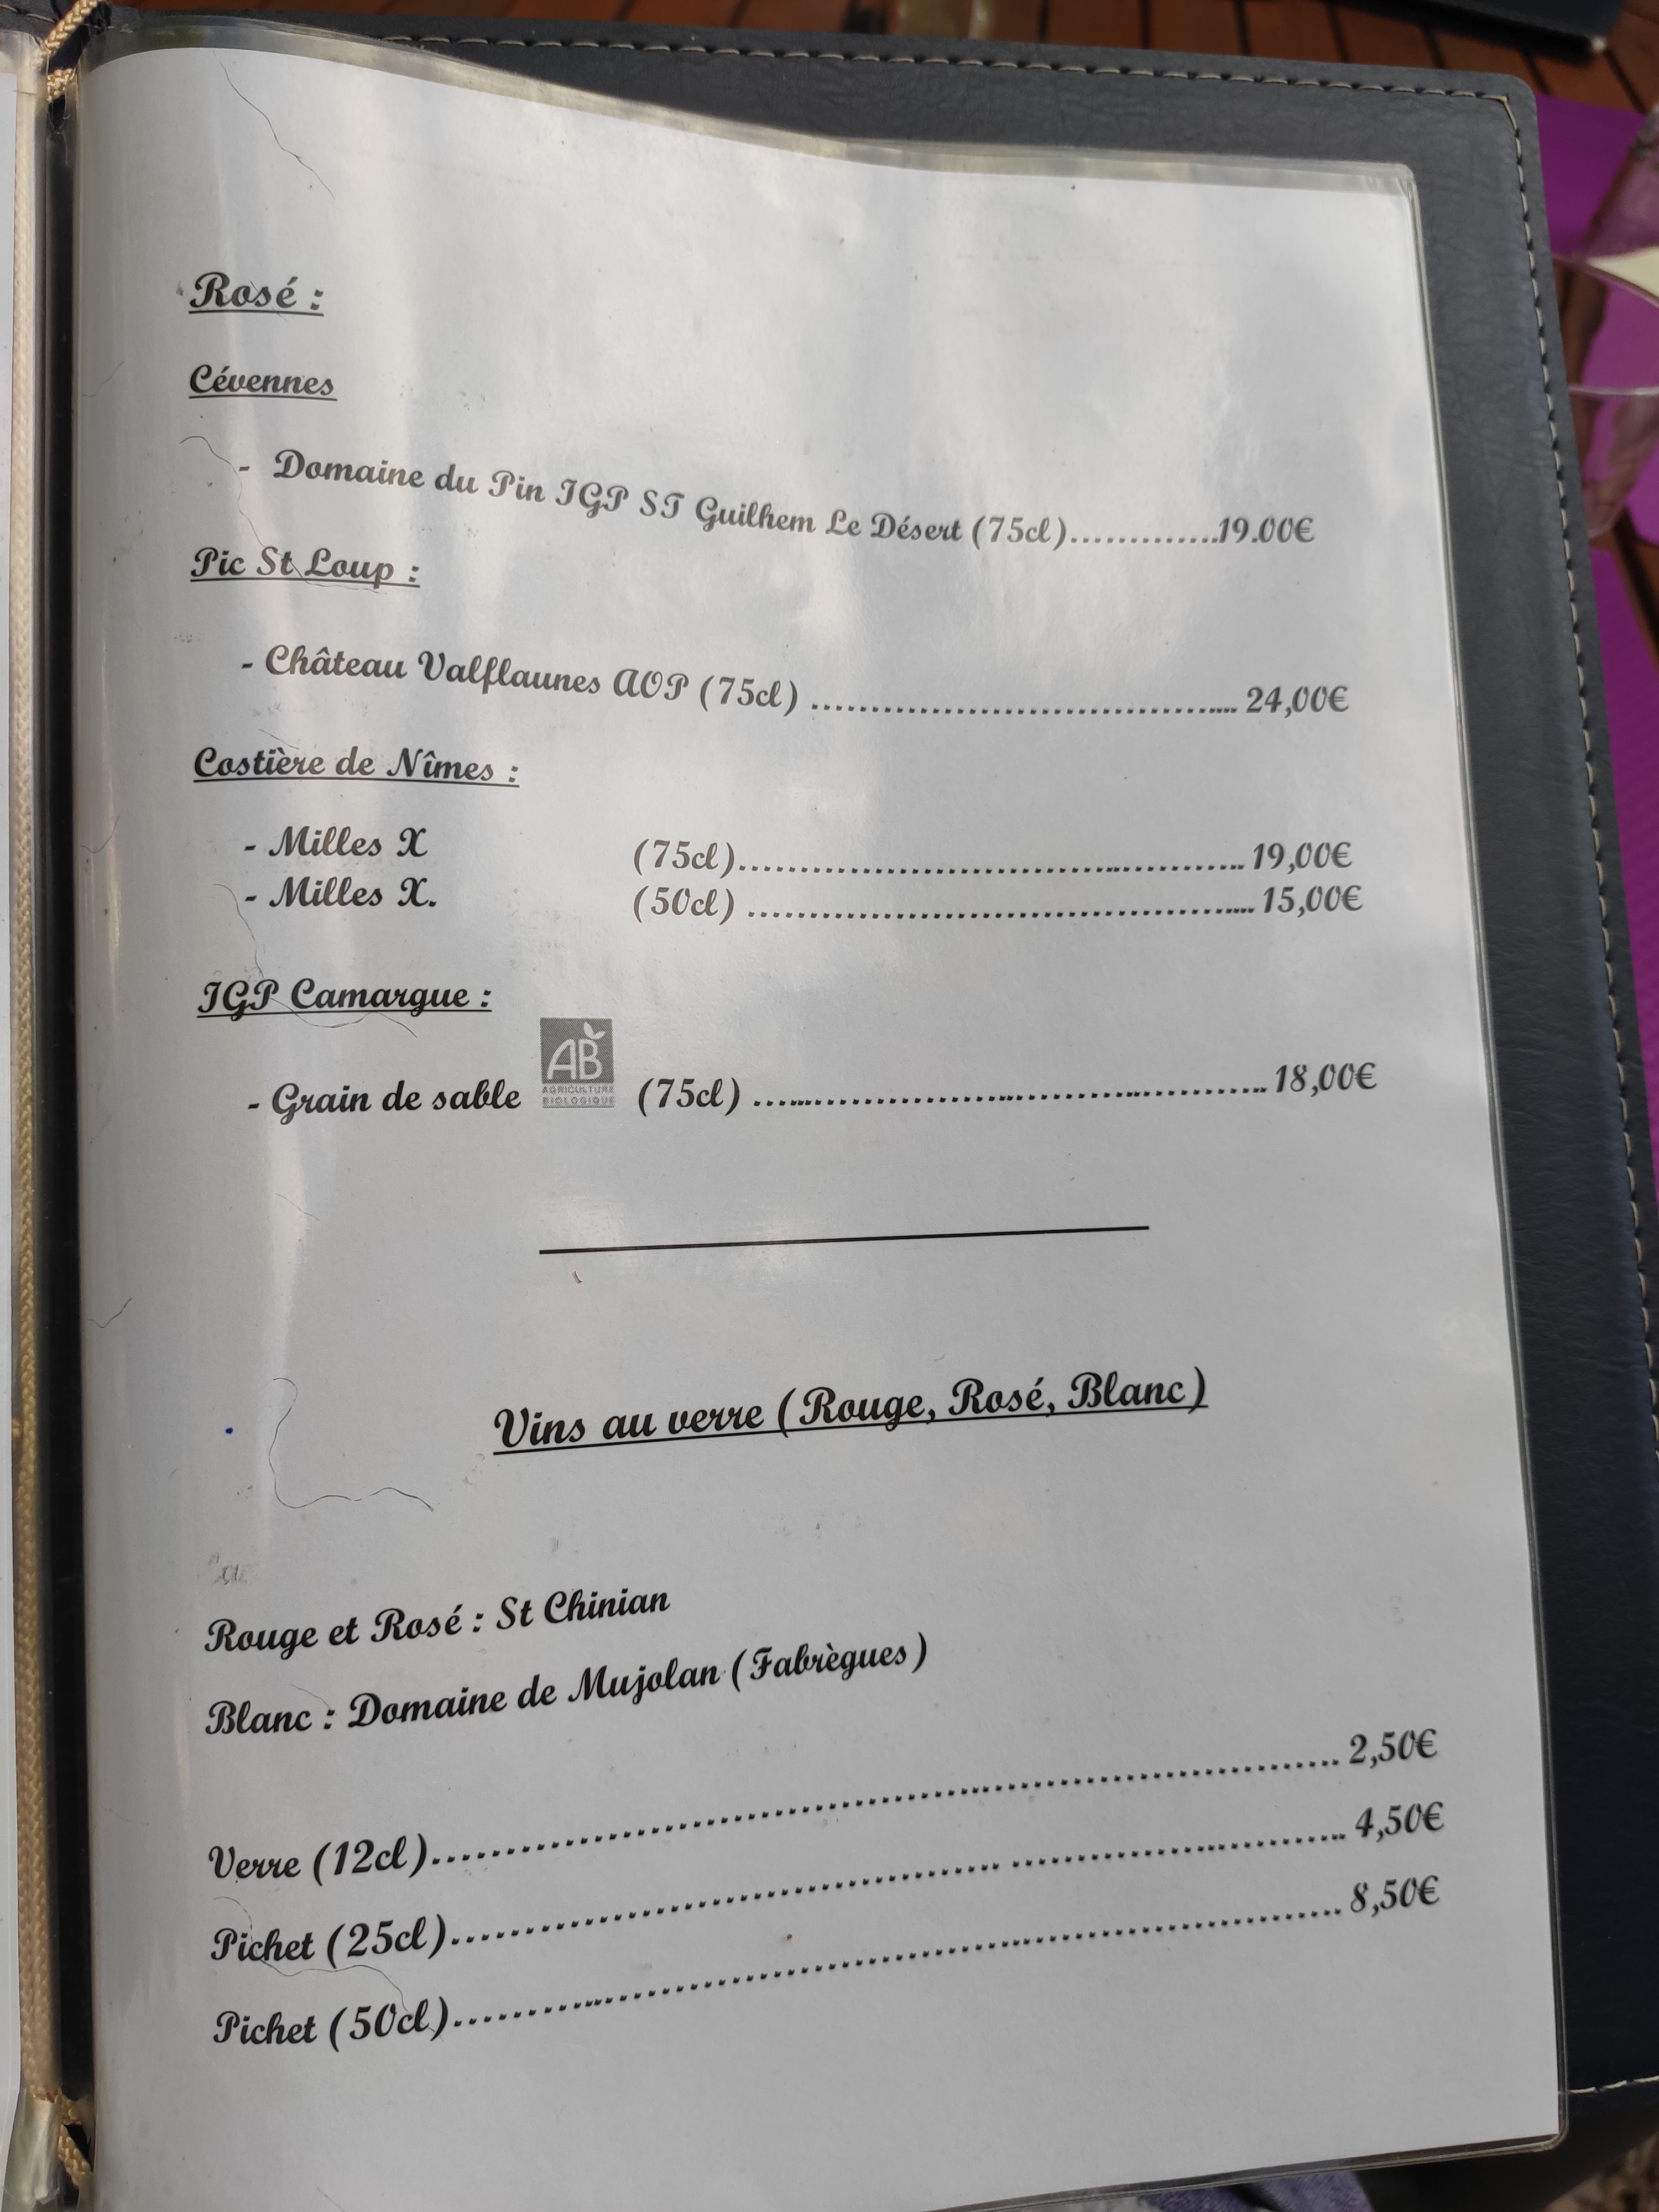 Rosé :
Cévennes
- Domaine du Pin IGP ST Guilhem Le Désert (75cl)..............19.00€
Pic St Loup :
- Château Valflaunes AOP (75cl) ........................................ 24,00€
Costière de Nîmes :
- Milles X (75cl)............................................... 19,00€
- Milles X. (50cl) ............................................. 15,00€
IGP Camargue :
- Grain de sable AB AGRICULTURE BIOLOGIQUE (75cl) ............................................... 18,00€
Vins au verre (Rouge, Rosé, Blanc)
Rouge et Rosé : St Chinian
Blanc : Domaine de Mujolan (Fabrègues)
Verre (12cl)........................................................................ 2,50€
Pichet (25cl)....................................................................... 4,50€
Pichet (50cl)....................................................................... 8,50€